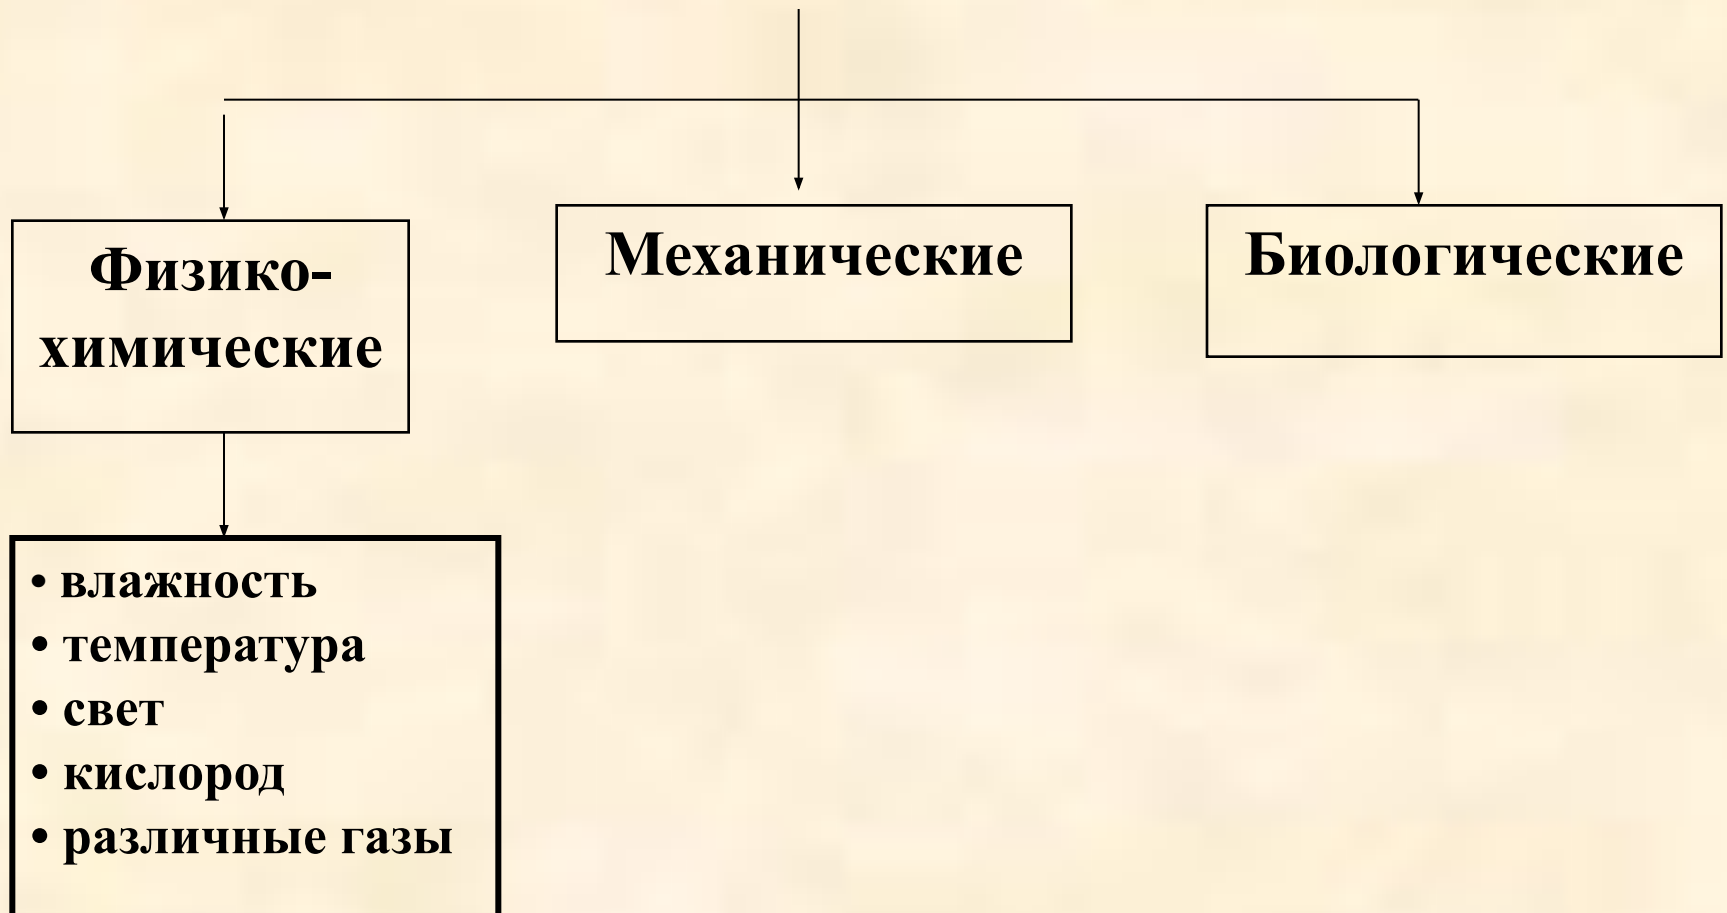 Физико-
химические
Механические
Биологические
• влажность
• температура
• свет
• кислород
• различные газы